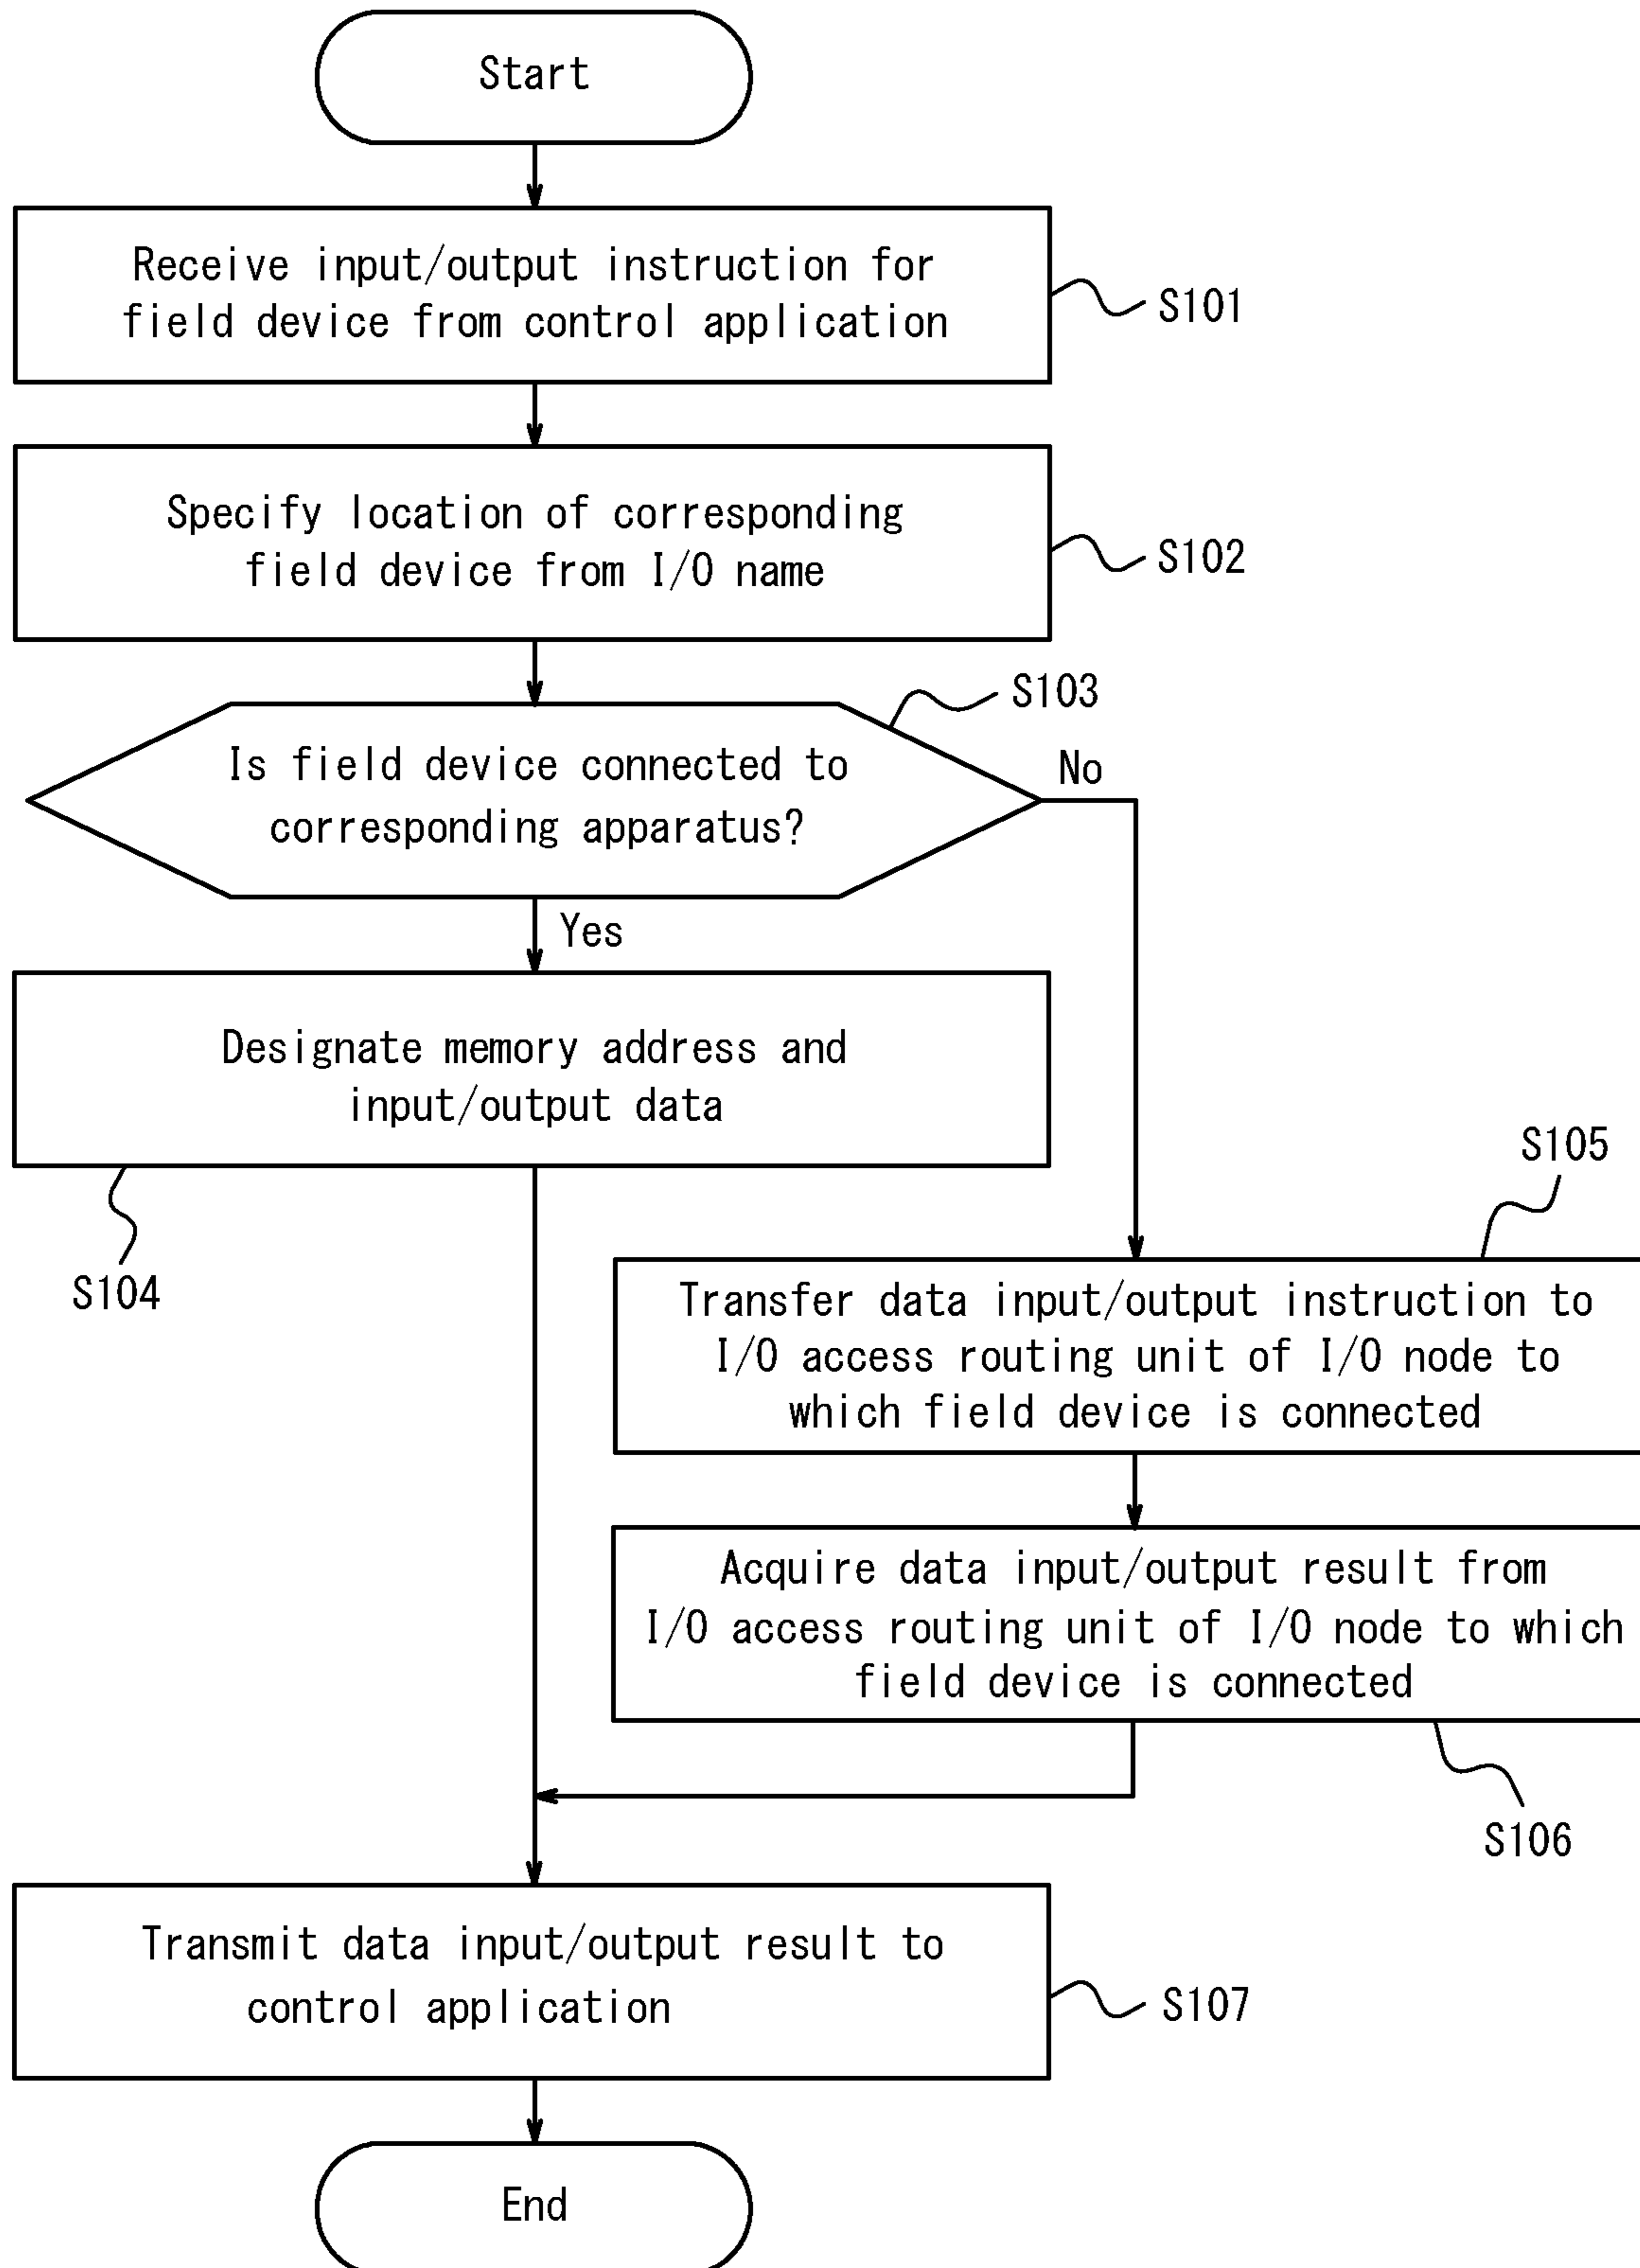 Start
Receive input/output instruction for
field device from control application
S101
Specify location of corresponding
field device from I/O name
S102
S103
Is field device connected to
corresponding apparatus?
No
Yes
Designate memory address and
input/output data
S104
S105
Transfer data input/output instruction to
I/O access routing unit of I/O node to
which field device is connected
Acquire data input/output result from
I/O access routing unit of I/O node to which
field device is connected
S106
Transmit data input/output result to
control application
S107
End